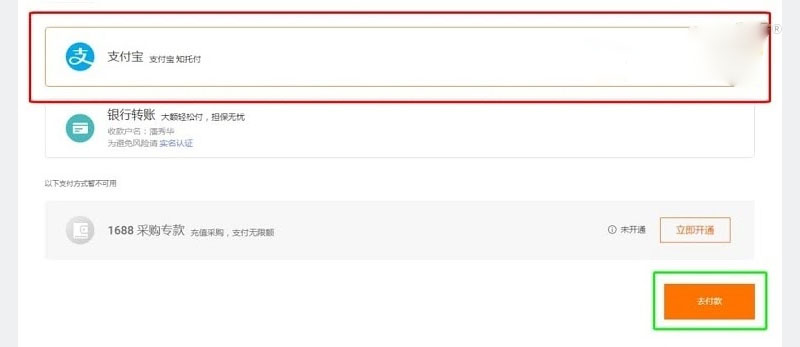 支付宝 支付宝 知托付
银行转账 大额轻松付，担保无忧
收款户名：潘秀华
为避免风险请 实名认证
以下支付方式暂不可用
1688 采购专款 充值采购，支付无限额
未开通 立即开通
去付款